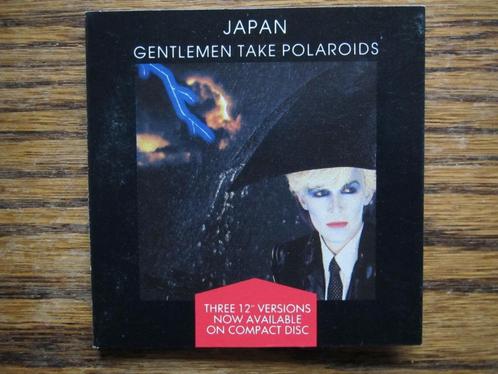 JAPAN
GENTLEMEN TAKE POLAROIDS
THREE 12" VERSIONS
NOW AVAILABLE
ON COMPACT DISC